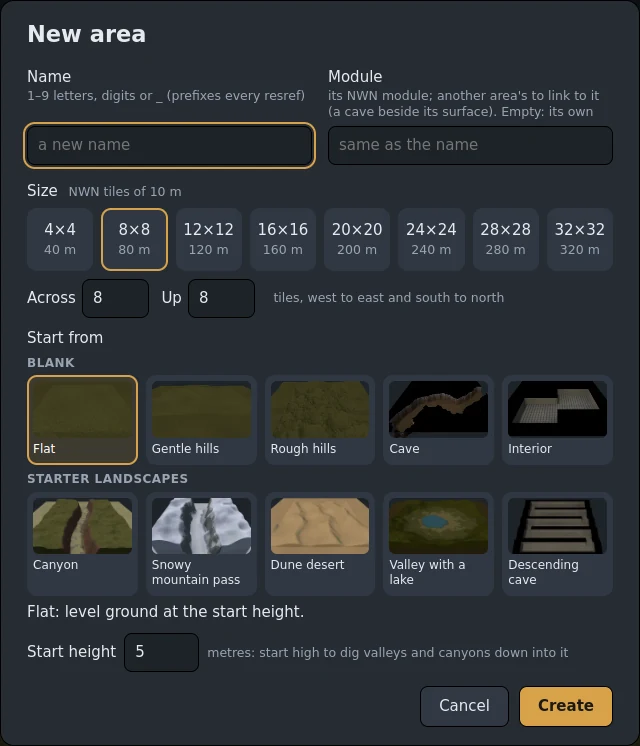 New area
Name
1–9 letters, digits or _ (prefixes every resref)
a new name
Module
its NWN module; another area's to link to it
(a cave beside its surface). Empty: its own
same as the name
Size NWN tiles of 10 m
4×4 8×8 12×12 16×16 20×20 24×24 28×28 32×32
40 m 80 m 120 m 160 m 200 m 240 m 280 m 320 m
Across 8 Up 8 tiles, west to east and south to north
Start from
BLANK
Flat Gentle hills Rough hills Cave Interior
STARTER LANDSCAPES
Canyon
Snowy
mountain pass
Dune desert
Valley with a
lake
Descending
cave
Flat: level ground at the start height.
Start height 5 metres: start high to dig valleys and canyons down into it
Cancel Create